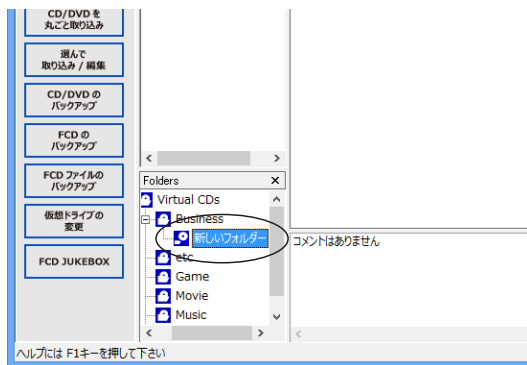 CD/DVD を
丸ごと取り込み
選んで
取り込み / 編集
CD/DVD の
バックアップ
FCD の
バックアップ
FCD ファイルの
バックアップ
仮想ドライブの
変更
FCD JUKEBOX
Folders
Virtual CDs
Business
新しいフォルダー
etc
Game
Movie
Music
コメントはありません
ヘルプには F1キーを押して下さい